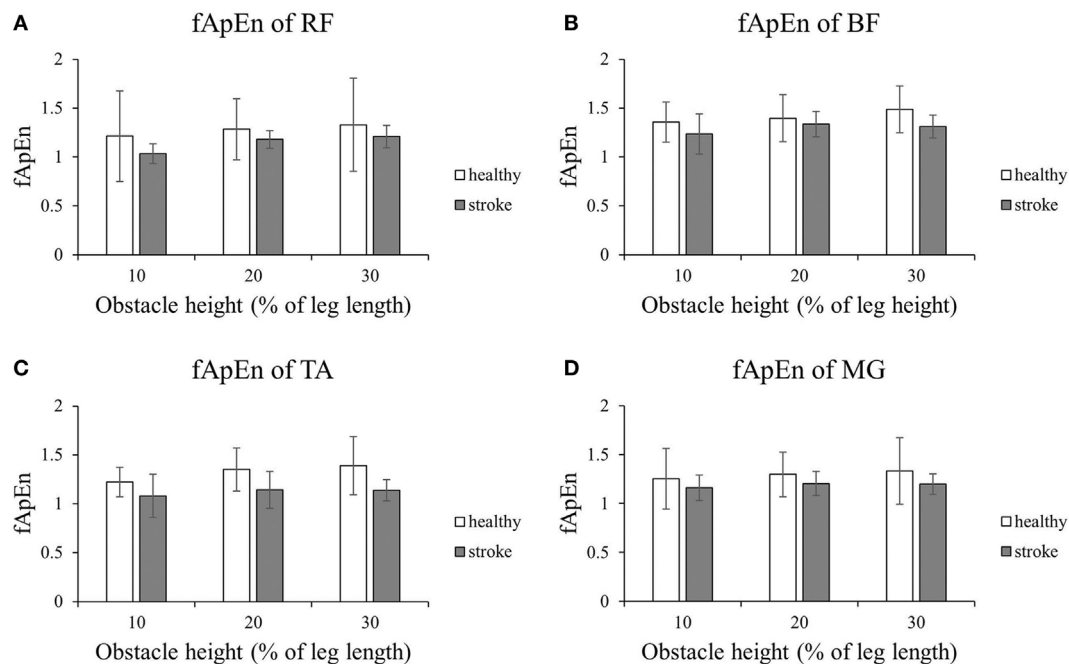 A
fApEn of RF
2
1.5
1
0.5
0
fApEn
10
20
30
Obstacle height (% of leg length)
healthy
stroke
B
fApEn of BF
2
1.5
1
0.5
0
fApEn
10
20
30
Obstacle height (% of leg height)
healthy
stroke
C
fApEn of TA
2
1.5
1
0.5
0
fApEn
10
20
30
Obstacle height (% of leg length)
healthy
stroke
D
fApEn of MG
2
1.5
1
0.5
0
fApEn
10
20
30
Obstacle height (% of leg length)
healthy
stroke